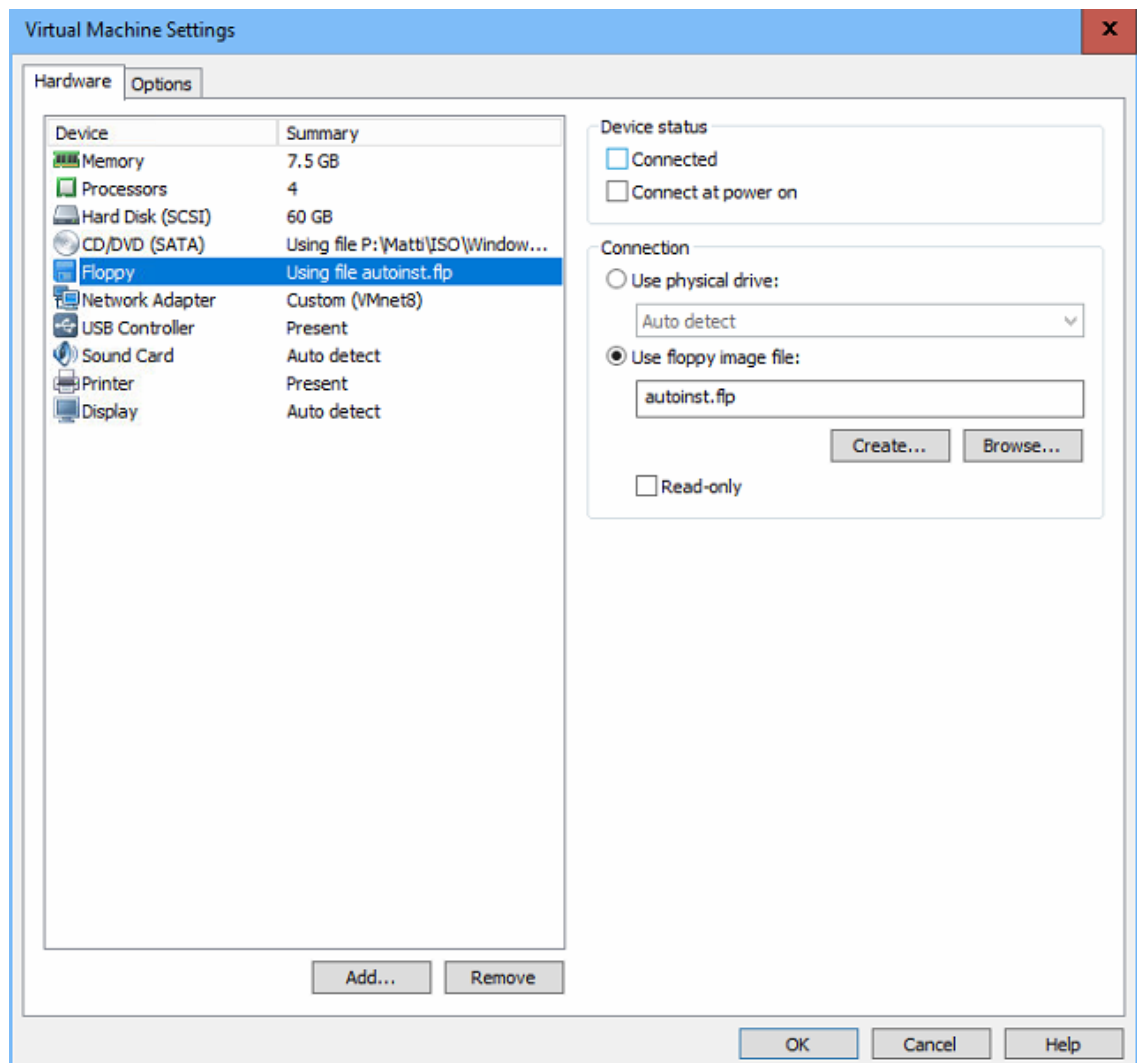 Virtual Machine Settings
x
Hardware Options
Device Summary
Memory 7.5 GB
Processors 4
Hard Disk (SCSI) 60 GB
CD/DVD (SATA) Using file P:\Matti\ISO\Window...
Floppy Using file autoinst.flp
Network Adapter Custom (VMnet8)
USB Controller Present
Sound Card Auto detect
Printer Present
Display Auto detect
Add... Remove
Device status
Connected
Connect at power on
Connection
Use physical drive:
Auto detect
Use floppy image file:
autoinst.flp
Create... Browse...
Read-only
OK Cancel Help